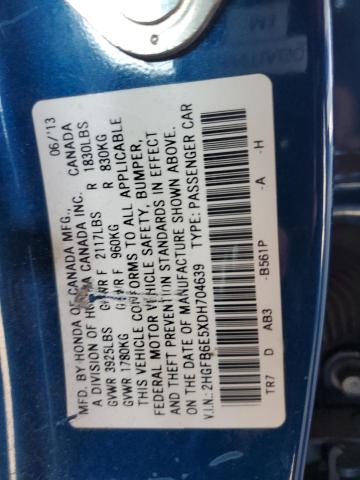 MFD. BY HONDA OF CANADA MFG., 06/'13
A DIVISION OF HONDA CANADA INC. CANADA
GVWR 3925LBS GAWR F 2117LBS R 1830LBS
GVWR 1780KG GAWR F 960KG R 830KG
THIS VEHICLE CONFORMS TO ALL APPLICABLE
FEDERAL MOTOR VEHICLE SAFETY, BUMPER,
AND THEFT PREVENTION STANDARDS IN EFFECT
ON THE DATE OF MANUFACTURE SHOWN ABOVE.
V.I.N.: 2HGFB6E5XDH704639 TYPE: PASSENGER CAR
TR7 D AB3 -B561P -A -H